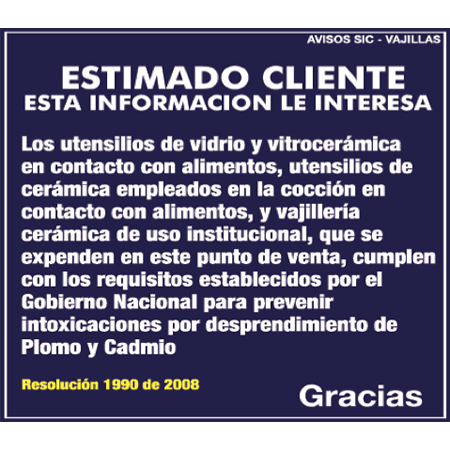 AVISOS SIC - VAJILLAS
ESTIMADO CLIENTE
ESTA INFORMACION LE INTERESA
Los utensilios de vidrio y vitrocerámica
en contacto con alimentos, utensilios de
cerámica empleados en la cocción en
contacto con alimentos, y vajillería
cerámica de uso institucional, que se
expenden en este punto de venta, cumplen
con los requisitos establecidos por el
Gobierno Nacional para prevenir
intoxicaciones por desprendimiento de
Plomo y Cadmio
Resolución 1990 de 2008
Gracias